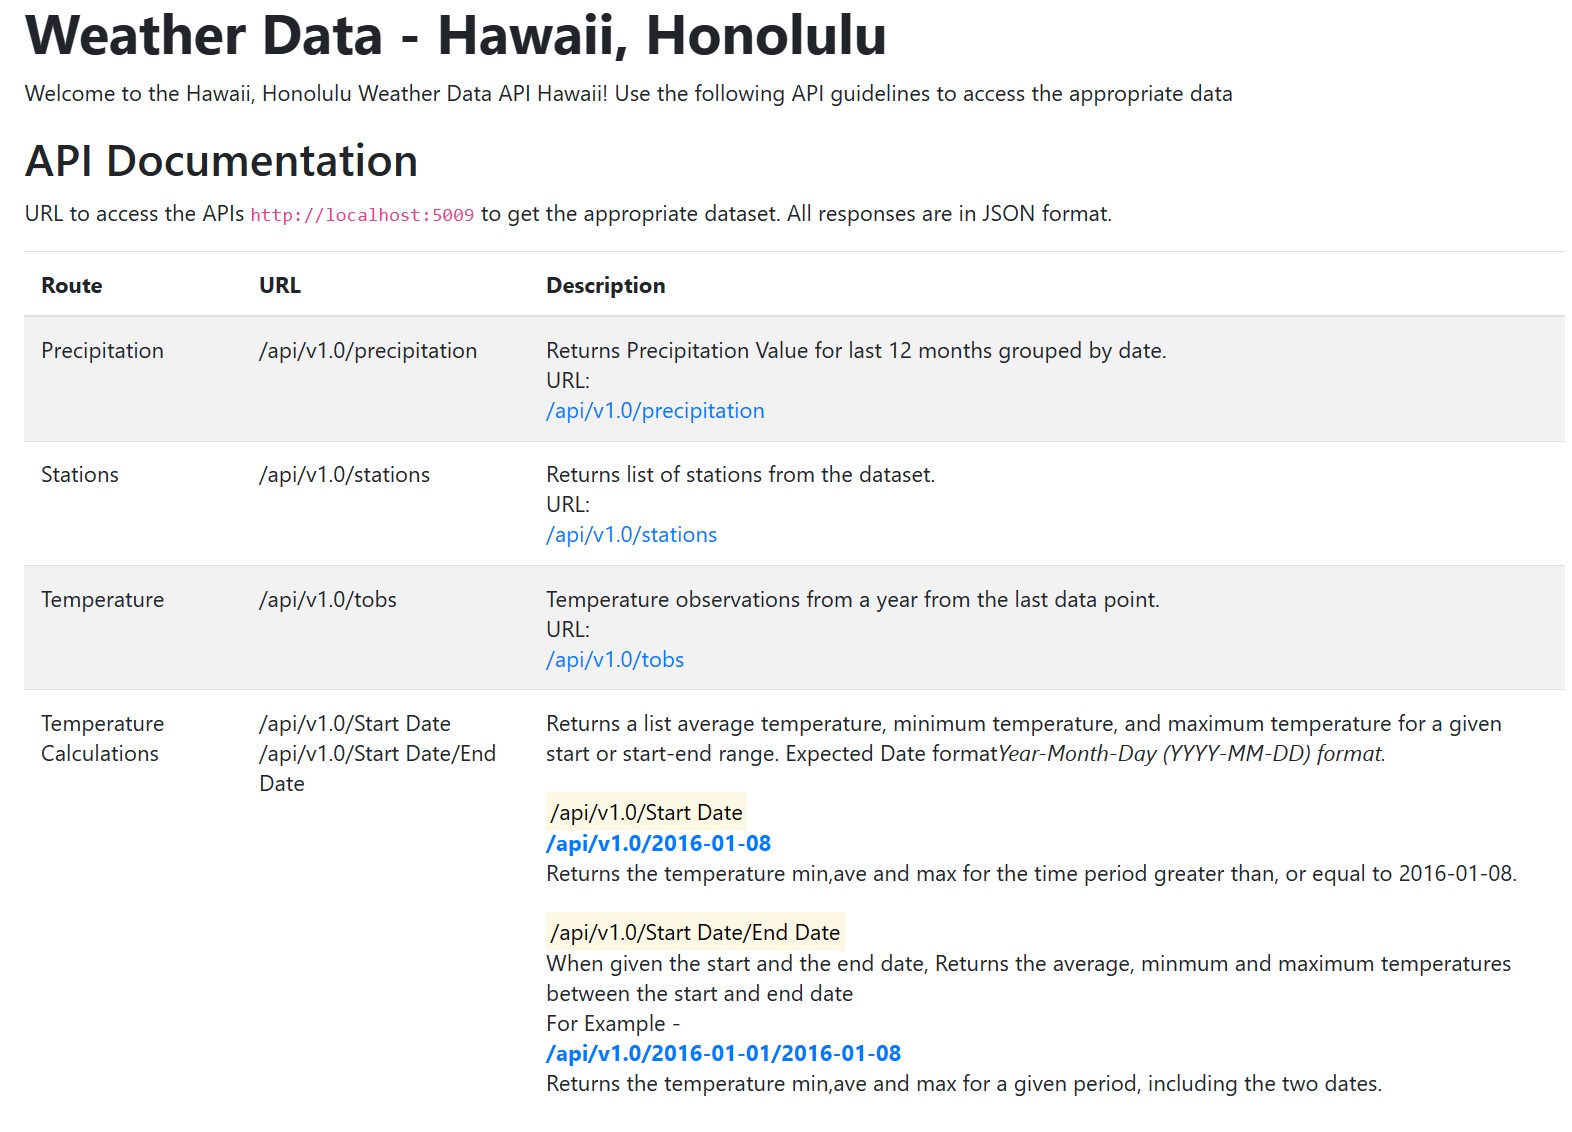 Weather Data - Hawaii, Honolulu
Welcome to the Hawaii, Honolulu Weather Data API Hawaii! Use the following API guidelines to access the appropriate data
API Documentation
URL to access the APIs http://localhost:5009 to get the appropriate dataset. All responses are in JSON format.
Route URL Description
Precipitation /api/v1.0/precipitation Returns Precipitation Value for last 12 months grouped by date.
URL:
/api/v1.0/precipitation
Stations /api/v1.0/stations Returns list of stations from the dataset.
URL:
/api/v1.0/stations
Temperature /api/v1.0/tobs Temperature observations from a year from the last data point.
URL:
/api/v1.0/tobs
Temperature /api/v1.0/Start Date Returns a list average temperature, minimum temperature, and maximum temperature for a given
Calculations /api/v1.0/Start Date/End start or start-end range. Expected Date formatYear-Month-Day (YYYY-MM-DD) format.
Date
/api/v1.0/Start Date
/api/v1.0/2016-01-08
Returns the temperature min,ave and max for the time period greater than, or equal to 2016-01-08.
/api/v1.0/Start Date/End Date
When given the start and the end date, Returns the average, minmum and maximum temperatures
between the start and end date
For Example -
/api/v1.0/2016-01-01/2016-01-08
Returns the temperature min,ave and max for a given period, including the two dates.